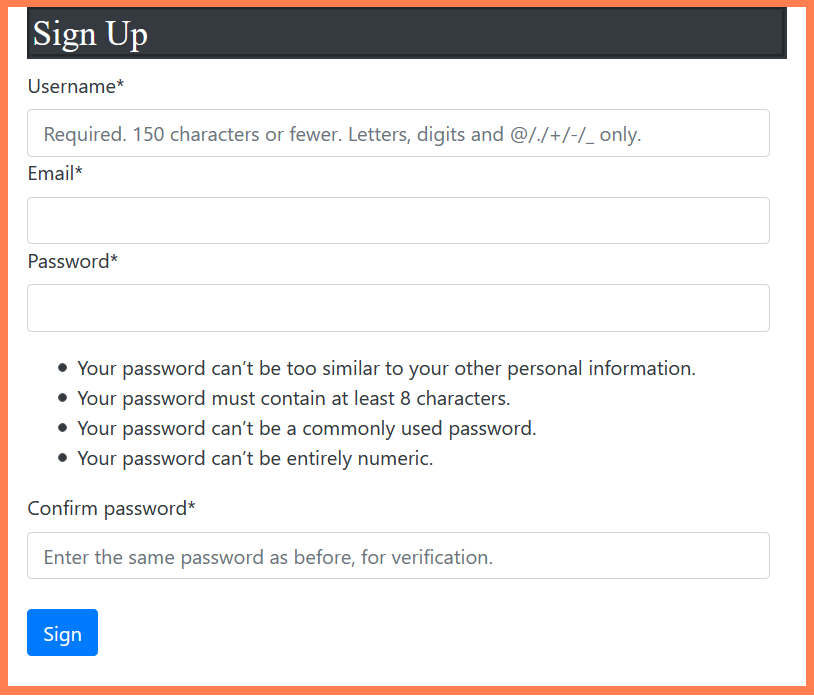 Sign Up
Username*
Required. 150 characters or fewer. Letters, digits and @/./+/-/_ only.
Email*
Password*
Your password can’t be too similar to your other personal information.
Your password must contain at least 8 characters.
Your password can’t be a commonly used password.
Your password can’t be entirely numeric.
Confirm password*
Enter the same password as before, for verification.
Sign